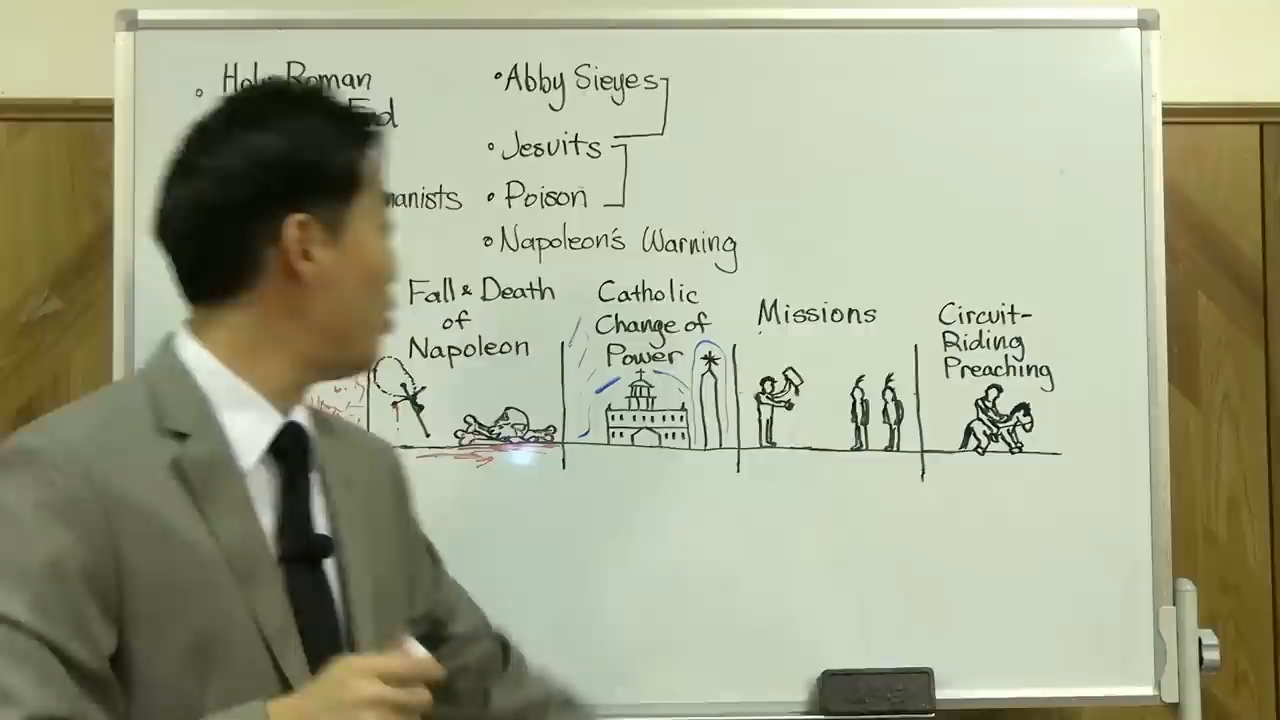 Holy Roman
Ed
• Abby Sieyes
• Jesuits
manists
• Poison
• Napoleon's Warning
Fall & Death
of
Napoleon
Catholic
Change of
Power
Missions
Circuit-
Riding
Preaching